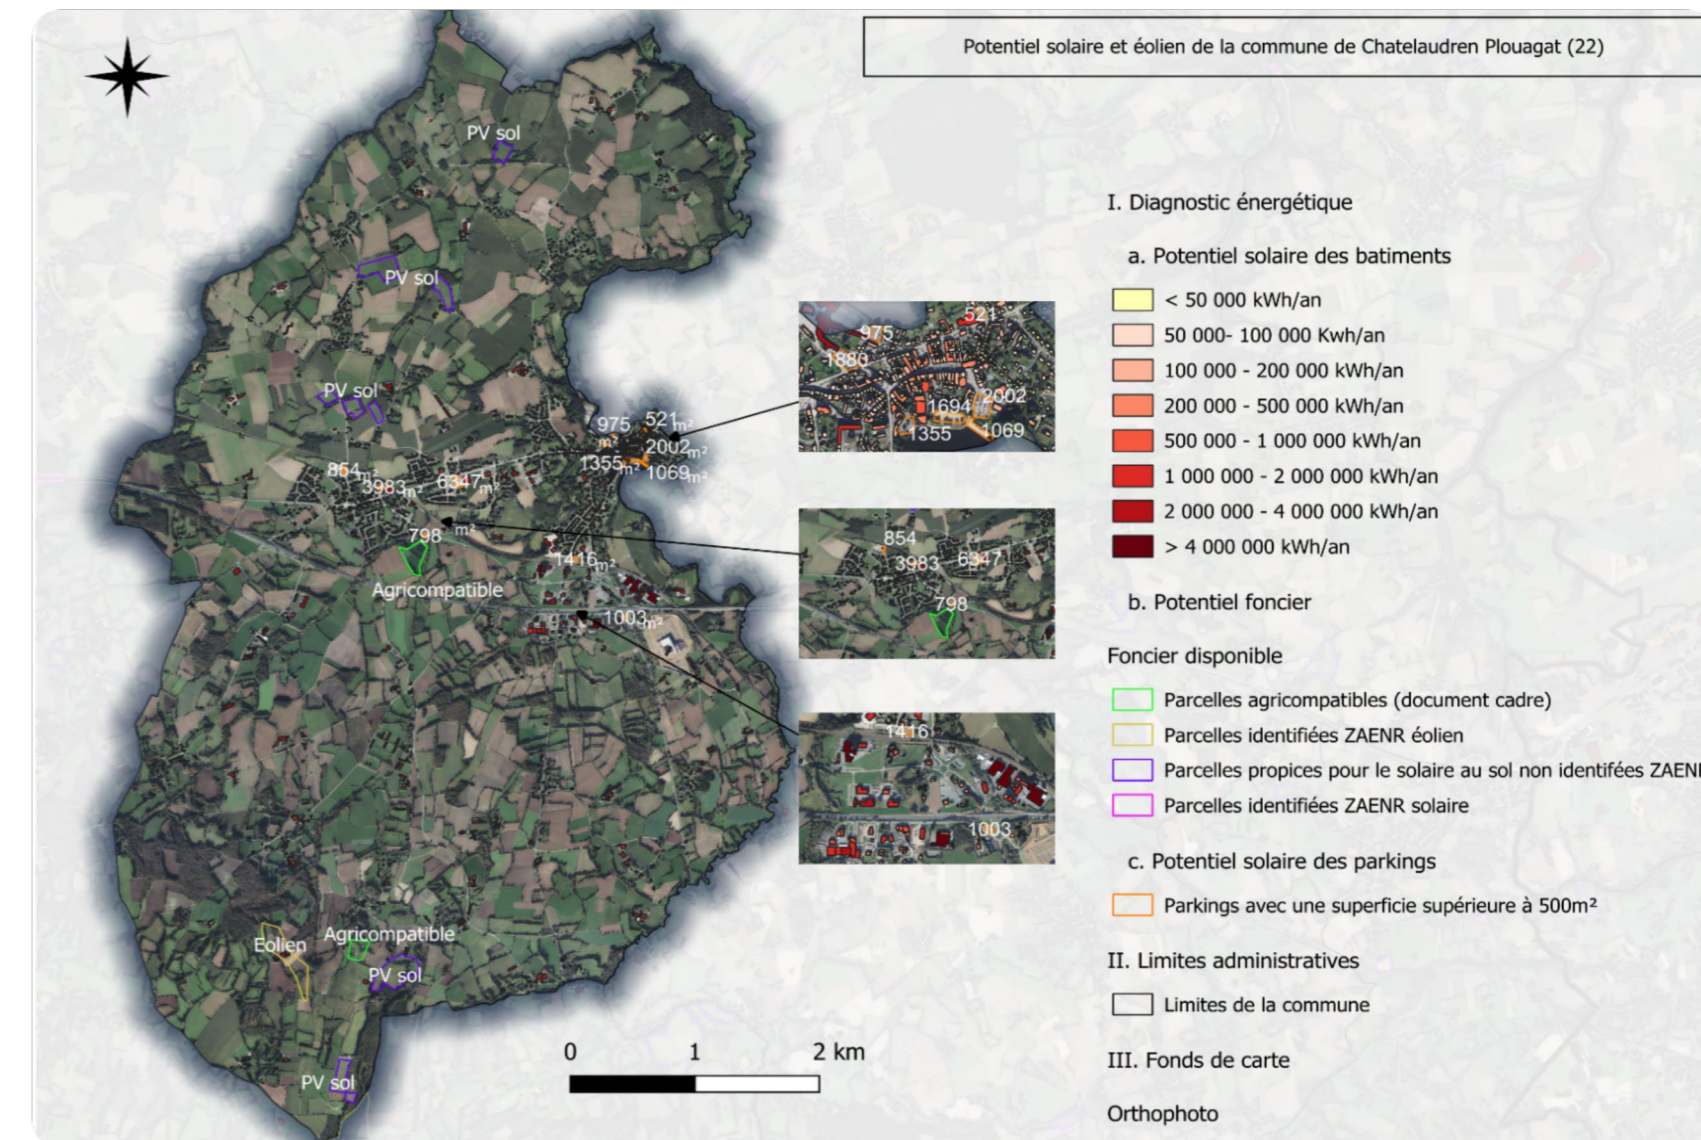 Potentiel solaire et éolien de la commune de Chatelaudren Plouagat (22)
PV sol
PV sol
PV sol
975 m²
521 m²
2002 m²
1355 m²
1069 m²
854 m²
3983 m²
6347 m²
798 m²
Agricompatible
1416 m²
1003 m²
Eolien
Agricompatible
PV sol
PV sol
0 1 2 km
975
521
1880
2002
1694
1355
1069
854
3983
6347
798
1416
1003
I. Diagnostic énergétique
a. Potentiel solaire des batiments
< 50 000 kWh/an
50 000- 100 000 Kwh/an
100 000 - 200 000 kWh/an
200 000 - 500 000 kWh/an
500 000 - 1 000 000 kWh/an
1 000 000 - 2 000 000 kWh/an
2 000 000 - 4 000 000 kWh/an
> 4 000 000 kWh/an
b. Potentiel foncier
Foncier disponible
Parcelles agricompatibles (document cadre)
Parcelles identifiées ZAENR éolien
Parcelles propices pour le solaire au sol non identifées
Parcelles identifiées ZAENR solaire
c. Potentiel solaire des parkings
Parkings avec une superficie supérieure à 500m²
II. Limites administratives
Limites de la commune
III. Fonds de carte
Orthophoto